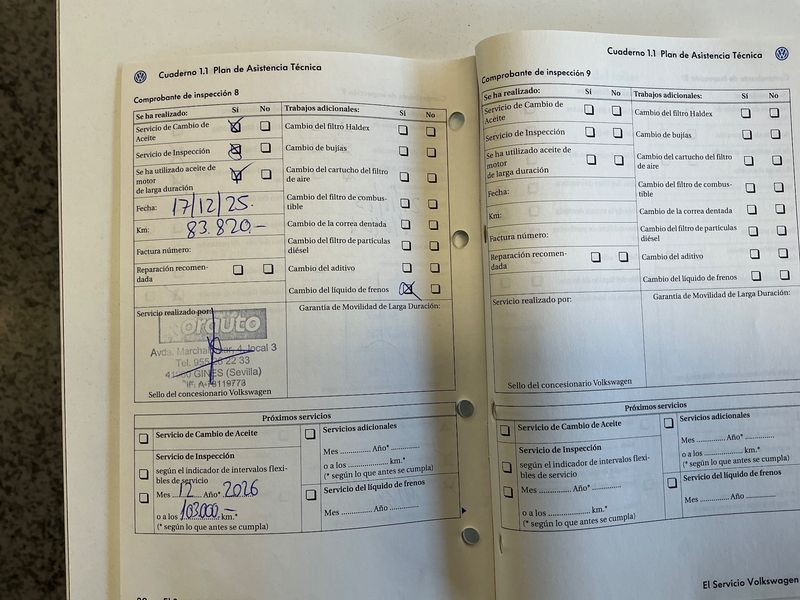 Cuaderno 1.1 Plan de Asistencia Técnica
Comprobante de inspección 8
Se ha realizado: Sí No
Servicio de Cambio de
Aceite
Servicio de Inspección
Se ha utilizado aceite de
motor
de larga duración
Fecha: 17/12/25.
Km: 83.820.-
Factura número:
Reparación recomen-
dada
Trabajos adicionales: Sí No
Cambio del filtro Haldex
Cambio de bujías
Cambio del cartucho del filtro
de aire
Cambio del filtro de combus-
tible
Cambio de la correa dentada
Cambio del filtro de partículas
diésel
Cambio del aditivo
Cambio del líquido de frenos
Servicio realizado por:
Avda. 4, local 3
Tel. 22 33
GINES (Sevilla)
Sello del concesionario Volkswagen
Garantía de Movilidad de Larga Duración:
Próximos servicios
Servicio de Cambio de Aceite
Servicio de Inspección
según el indicador de intervalos flexi-
bles de servicio
Mes 12 Año* 2026
o a los 103.000.- km.*
(* según lo que antes se cumpla)
Servicios adicionales
Mes .............. Año* ..............
o a los .................. km.*
(* según lo que antes se cumpla)
Servicio del líquido de frenos
Mes .............. Año ..............
Cuaderno 1.1 Plan de Asistencia Técnica
Comprobante de inspección 9
Se ha realizado: Sí No
Servicio de Cambio de
Aceite
Servicio de Inspección
Se ha utilizado aceite de
motor
de larga duración
Fecha:
Km:
Factura número:
Reparación recomen-
dada
Trabajos adicionales: Sí No
Cambio del filtro Haldex
Cambio de bujías
Cambio del cartucho del filtro
de aire
Cambio del filtro de combus-
tible
Cambio de la correa dentada
Cambio del filtro de partículas
diésel
Cambio del aditivo
Cambio del líquido de frenos
Servicio realizado por:
Sello del concesionario Volkswagen
Garantía de Movilidad de Larga Duración:
Próximos servicios
Servicio de Cambio de Aceite
Servicio de Inspección
según el indicador de intervalos flexi-
bles de servicio
Mes .............. Año* ..............
o a los .................. km.*
(* según lo que antes se cumpla)
Servicios adicionales
Mes .............. Año* ..............
o a los .................. km.*
(* según lo que antes se cumpla)
Servicio del líquido de frenos
Mes .............. Año ..............
El Servicio Volkswagen